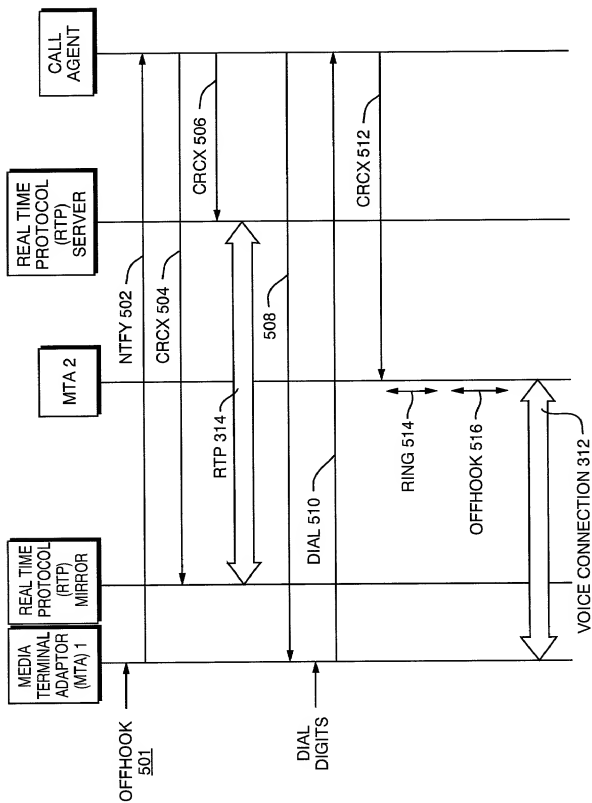 MEDIA
TERMINAL
ADAPTOR
(MTA) 1
REAL TIME
PROTOCOL
(RTP)
MIRROR
MTA 2
REAL TIME
PROTOCOL
(RTP)
SERVER
CALL
AGENT
OFFHOOK
501
NTFY 502
CRCX 504
CRCX 506
RTP 314
508
DIAL
DIGITS
DIAL 510
CRCX 512
RING 514
OFFHOOK 516
VOICE CONNECTION 312